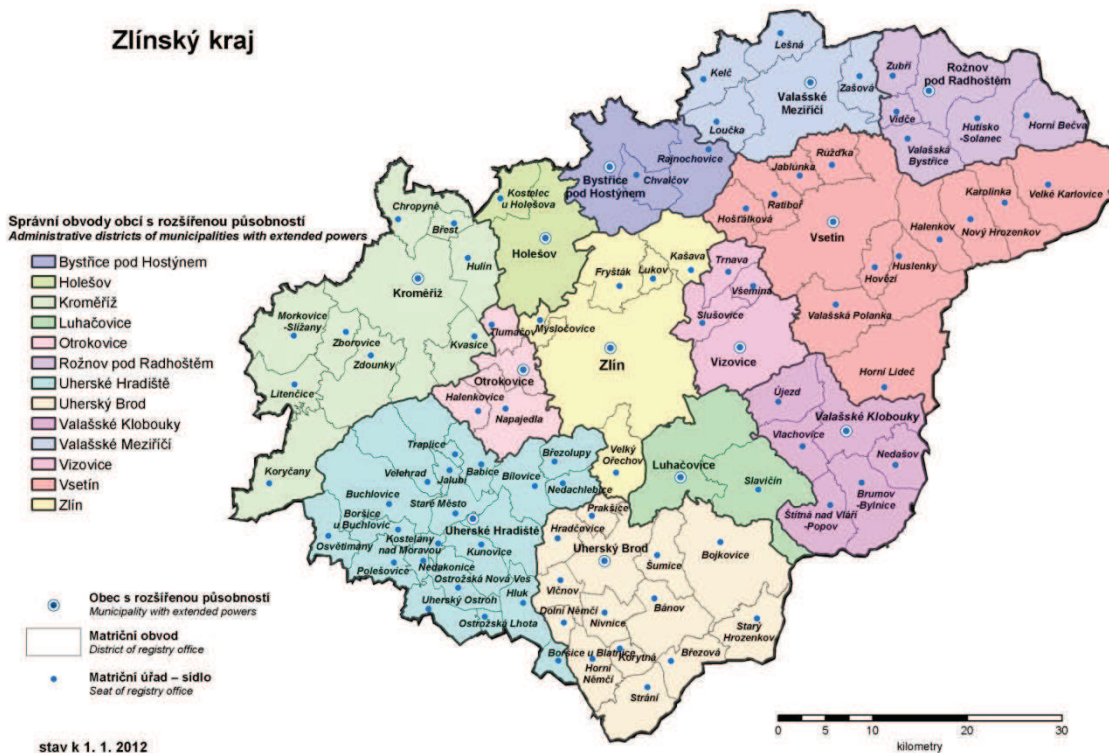 Zlínský kraj
Správní obvody obcí s rozšířenou působností
Administrative districts of municipalities with extended powers
Bystřice pod Hostýnem
Holešov
Kroměříž
Luhačovice
Otrokovice
Rožnov pod Radhoštěm
Uherské Hradiště
Uherský Brod
Valašské Klobouky
Valašské Meziříčí
Vizovice
Vsetín
Zlín
Obec s rozšířenou působností
Municipality with extended powers
Matriční obvod
District of registry office
Matriční úřad – sídlo
Seat of registry office
stav k 1. 1. 2012
Lešná
Kelč
Valašské
Meziříčí
Zašová
Loučka
Zubří
Rožnov
pod Radhoštěm
Vidče
Hutisko
-Solanec
Horní Bečva
Valašská
Bystřice
Rajnochovice
Bystřice
pod Hostýnem
Chvalčov
Růžďka
Jablůnka
Ratiboř
Hošťálková
Vsetín
Karolinka
Velké Karlovice
Halenkov
Nový Hrozenkov
Huslenky
Hovězí
Valašská Polanka
Horní Lideč
Kostelec
u Holešova
Holešov
Chropyně
Břest
Hulín
Kroměříž
Morkovice
-Slížany
Zborovice
Zdounky
Kvasice
Litenčice
Koryčany
Tlumačov
Mysločovice
Otrokovice
Halenkovice
Napajedla
Kašava
Fryšták
Lukov
Zlín
Velký
Ořechov
Trnava
Všemina
Slušovice
Vizovice
Újezd
Valašské Klobouky
Vlachovice
Nedašov
Brumov
-Bylnice
Štítná nad Vláří
-Popov
Luhačovice
Slavičín
Traplice
Velehrad
Jalubí
Babice
Bílovice
Březolupy
Nedachlebice
Buchlovice
Staré Město
Boršice
u Buchlovic
Uherské Hradiště
Kostelany
nad Moravou
Kunovice
Osvětimany
Polešovice
Nedakonice
Ostrožská Nová Ves
Uherský Ostroh
Hluk
Ostrožská Lhota
Boršice u Blatnice
Prakšice
Hradčovice
Uherský Brod
Šumice
Bojkovice
Vlčnov
Bánov
Dolní Němčí
Nivnice
Starý
Hrozenkov
Korytná
Březová
Horní
Němčí
Strání
0 5 10 20 30
kilometry